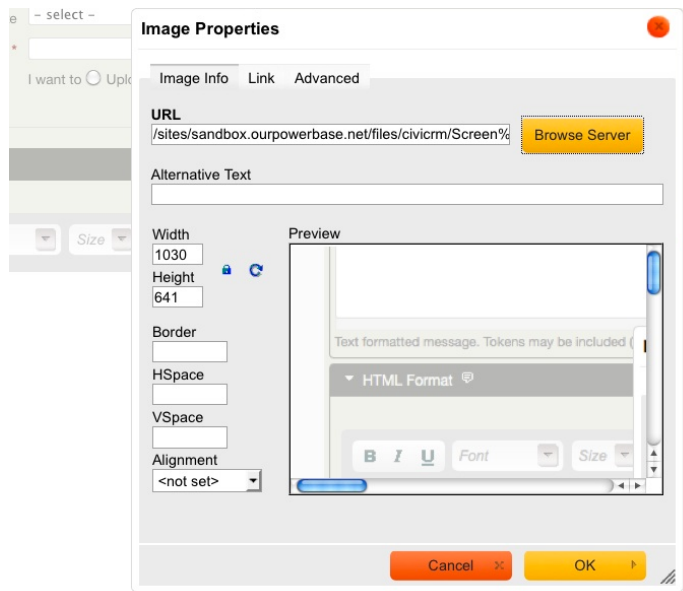 e
– select –
Image Properties
*
I want to Uplo
Image Info Link Advanced
URL
/sites/sandbox.ourpowerbase.net/files/civicrm/Screen%
Browse Server
Alternative Text
Width
Preview
1030
Height
641
Size
Border
Text formatted message. Tokens may be included (
HSpace
HTML Format
VSpace
B I U Font Size
Alignment
<not set>
Cancel
OK